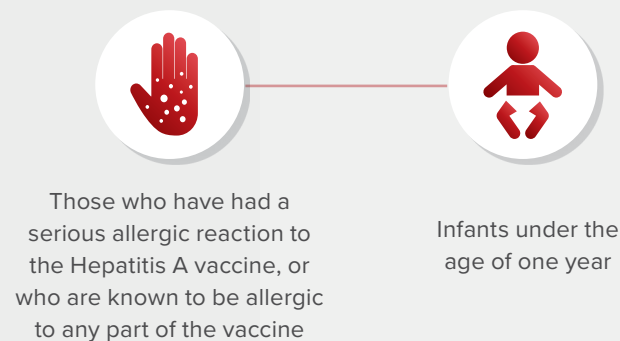 Those who have had a
serious allergic reaction to
the Hepatitis A vaccine, or
who are known to be allergic
to any part of the vaccine
Infants under the
age of one year